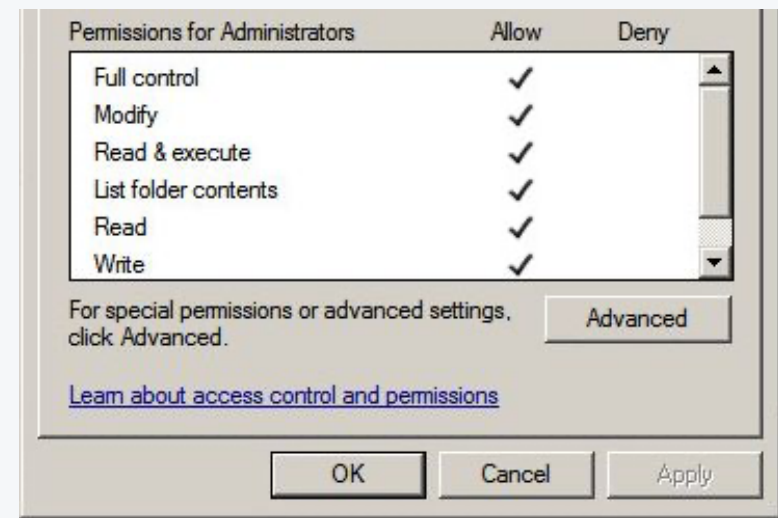 Permissions for Administrators Allow Deny
Full control
Modify
Read & execute
List folder contents
Read
Write
For special permissions or advanced settings,
click Advanced.
Advanced
Learn about access control and permissions
OK Cancel Apply